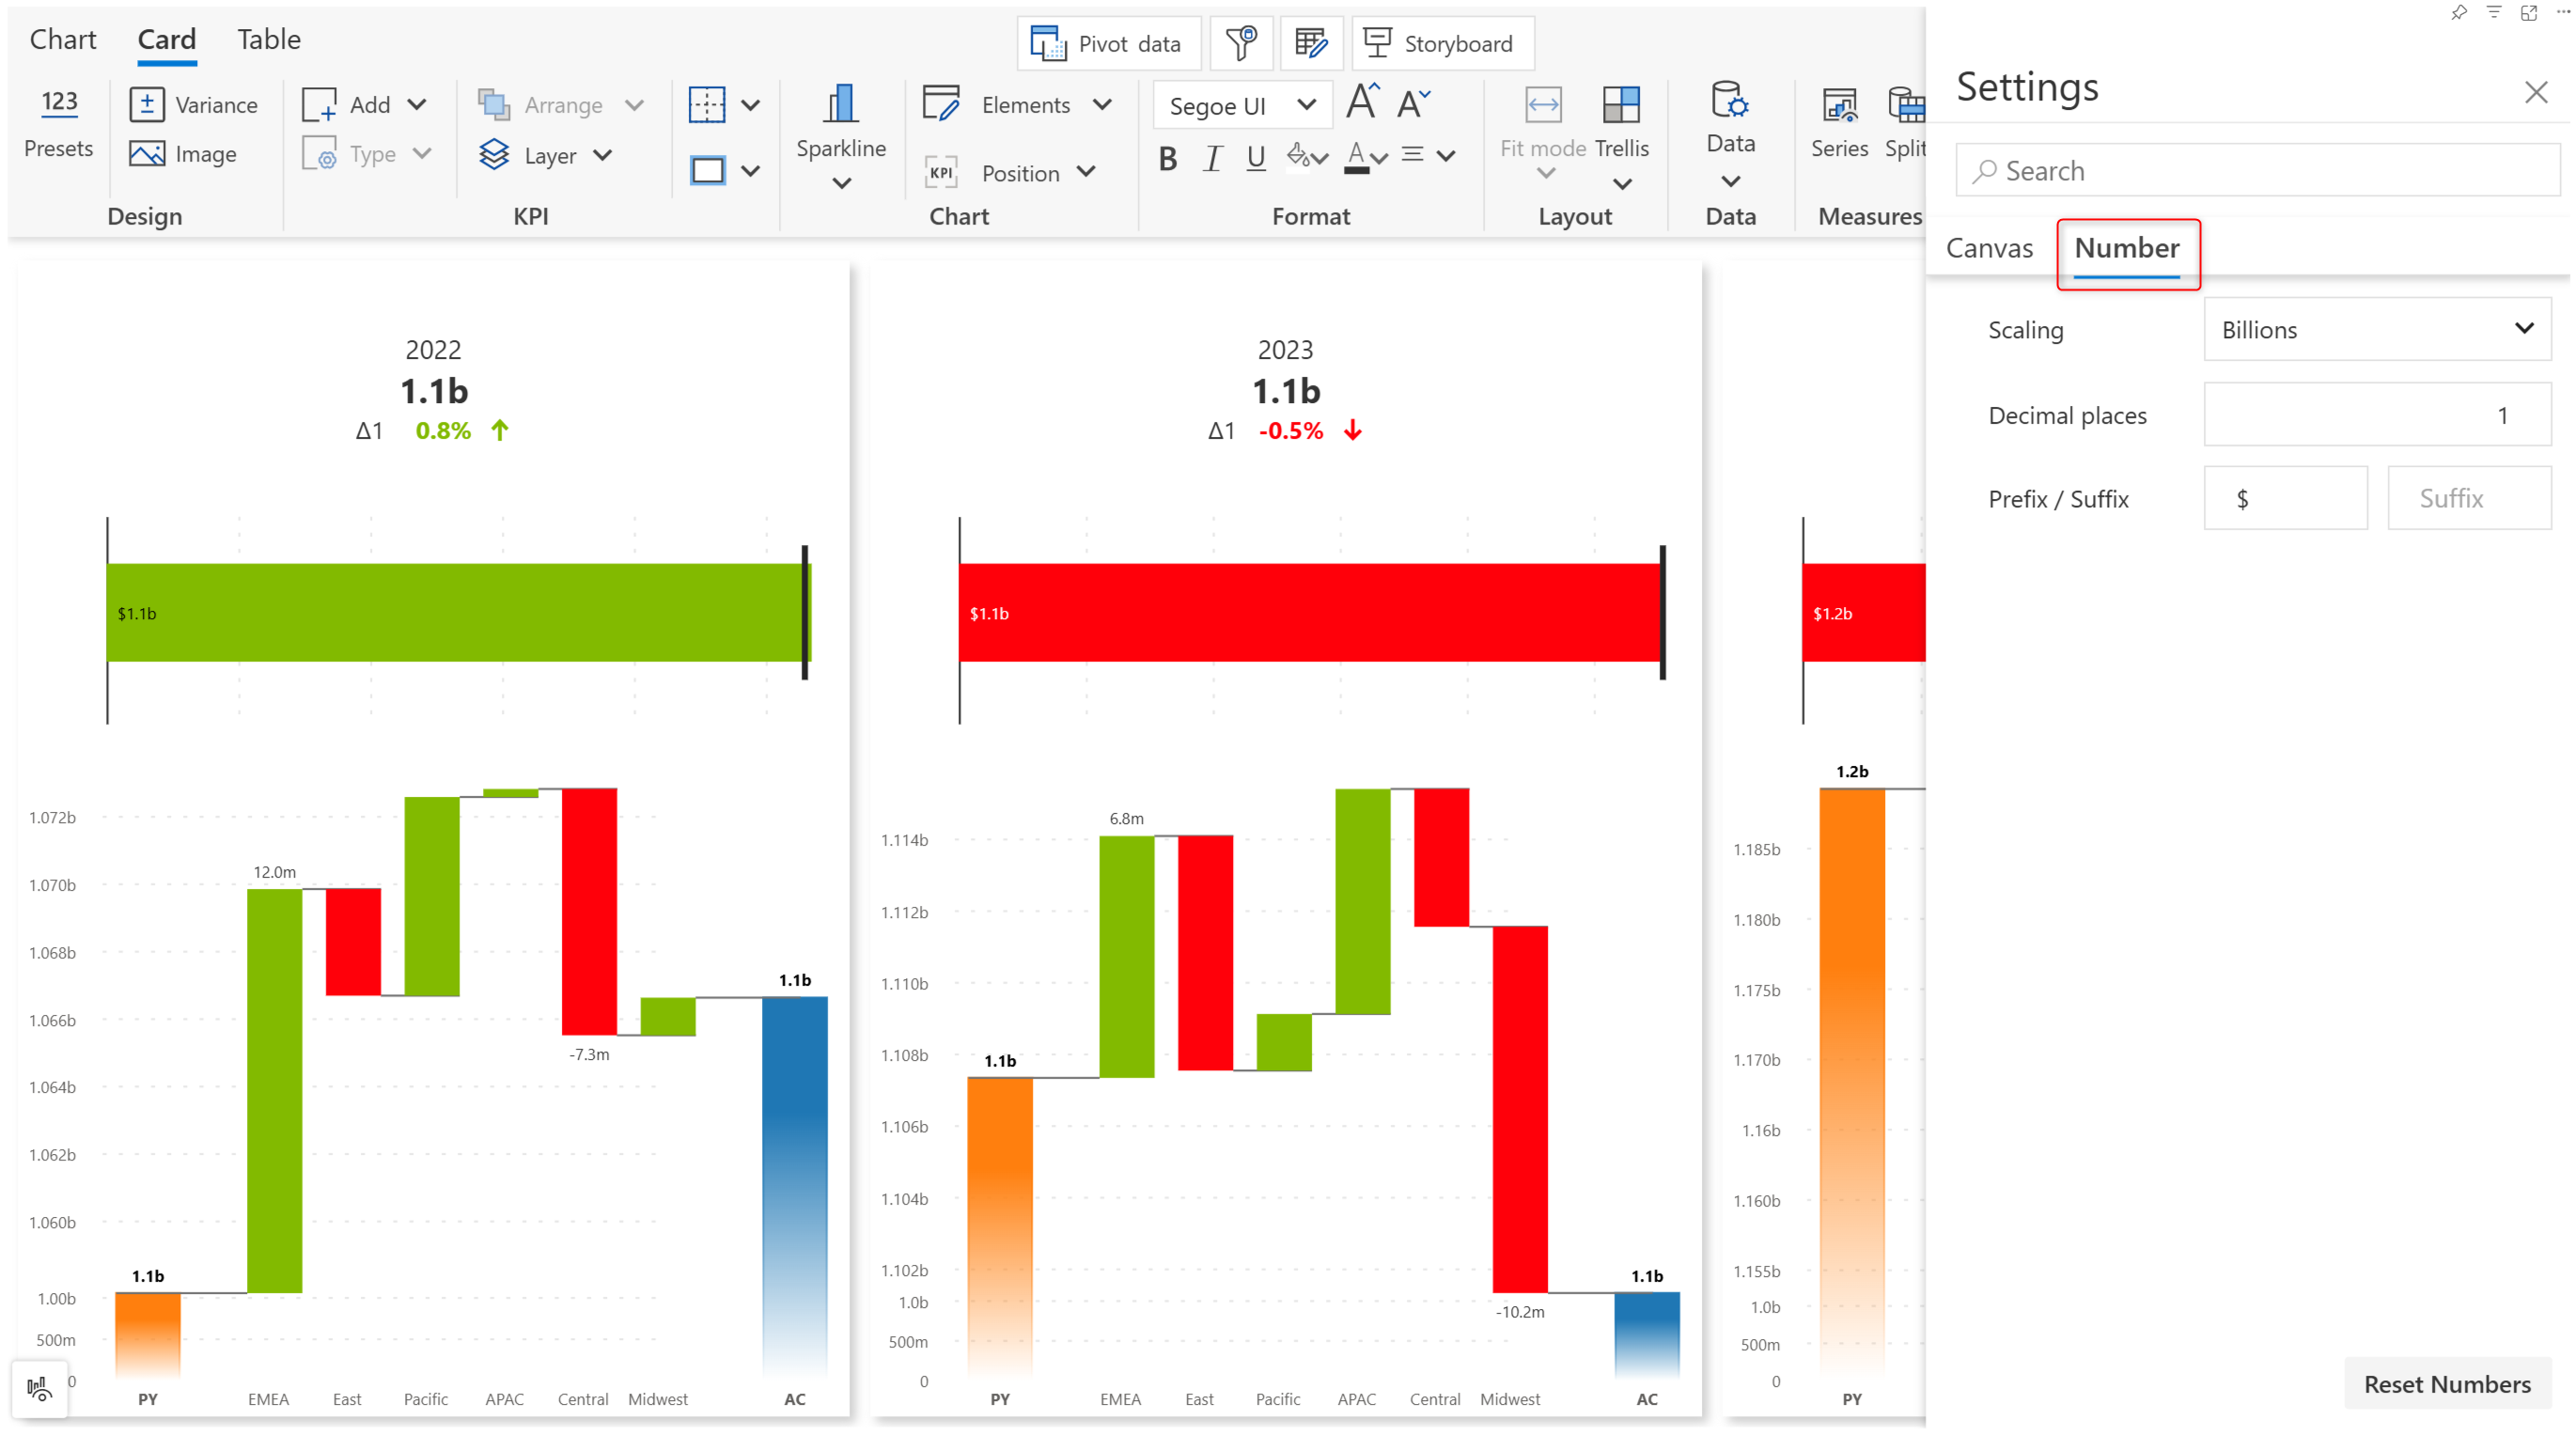 Chart Card Table
Pivot data Storyboard
123
Presets
Variance
Image
Design
Add
Type
Arrange
Layer
KPI
Sparkline
Elements
KPI Position
Chart
Segoe UI A A
B I U A
Format
Fit mode Trellis
Layout
Data
Data
Series Split
Measures
Settings
Search
Canvas Number
Scaling Billions
Decimal places 1
Prefix / Suffix $ Suffix
Reset Numbers
2022
1.1b
Δ1 0.8%
$1.1b
1.072b
1.070b
1.068b
1.066b
1.064b
1.062b
1.060b
1.00b
500m
0
1.1b
12.0m
-7.3m
1.1b
PY EMEA East Pacific APAC Central Midwest AC
2023
1.1b
Δ1 -0.5%
$1.1b
1.114b
1.112b
1.110b
1.108b
1.106b
1.104b
1.102b
1.0b
500m
0
1.1b
6.8m
-10.2m
1.1b
PY EMEA East Pacific APAC Central Midwest AC
$1.2b
1.2b
1.185b
1.180b
1.175b
1.170b
1.16b
1.160b
1.155b
1.0b
500m
0
PY